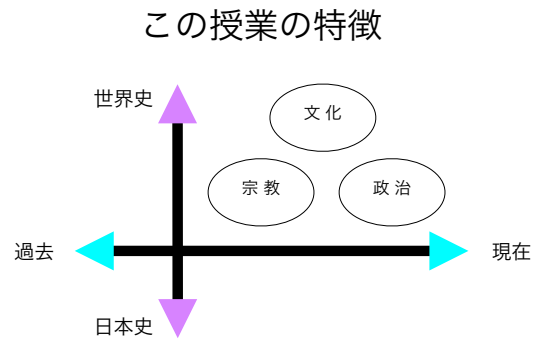 この授業の特徴
世界史
文化
宗教
政治
過去
現在
日本史